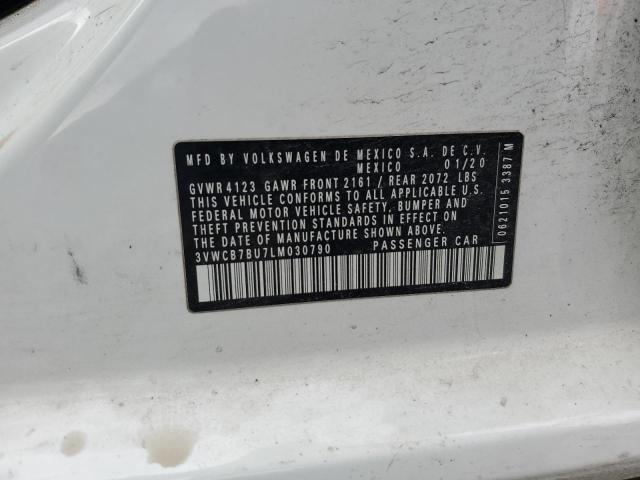 MFD BY VOLKSWAGEN DE MEXICO S.A. DE C.V.
MEXICO 01/20
GVWR 4123 GAWR FRONT 2161 / REAR 2072 LBS
THIS VEHICLE CONFORMS TO ALL APPLICABLE U.S.
FEDERAL MOTOR VEHICLE SAFETY, BUMPER AND
THEFT PREVENTION STANDARDS IN EFFECT ON
THE DATE OF MANUFACTURE SHOWN ABOVE.
3VWCB7BU7LM030790 PASSENGER CAR
0621015 3387 M